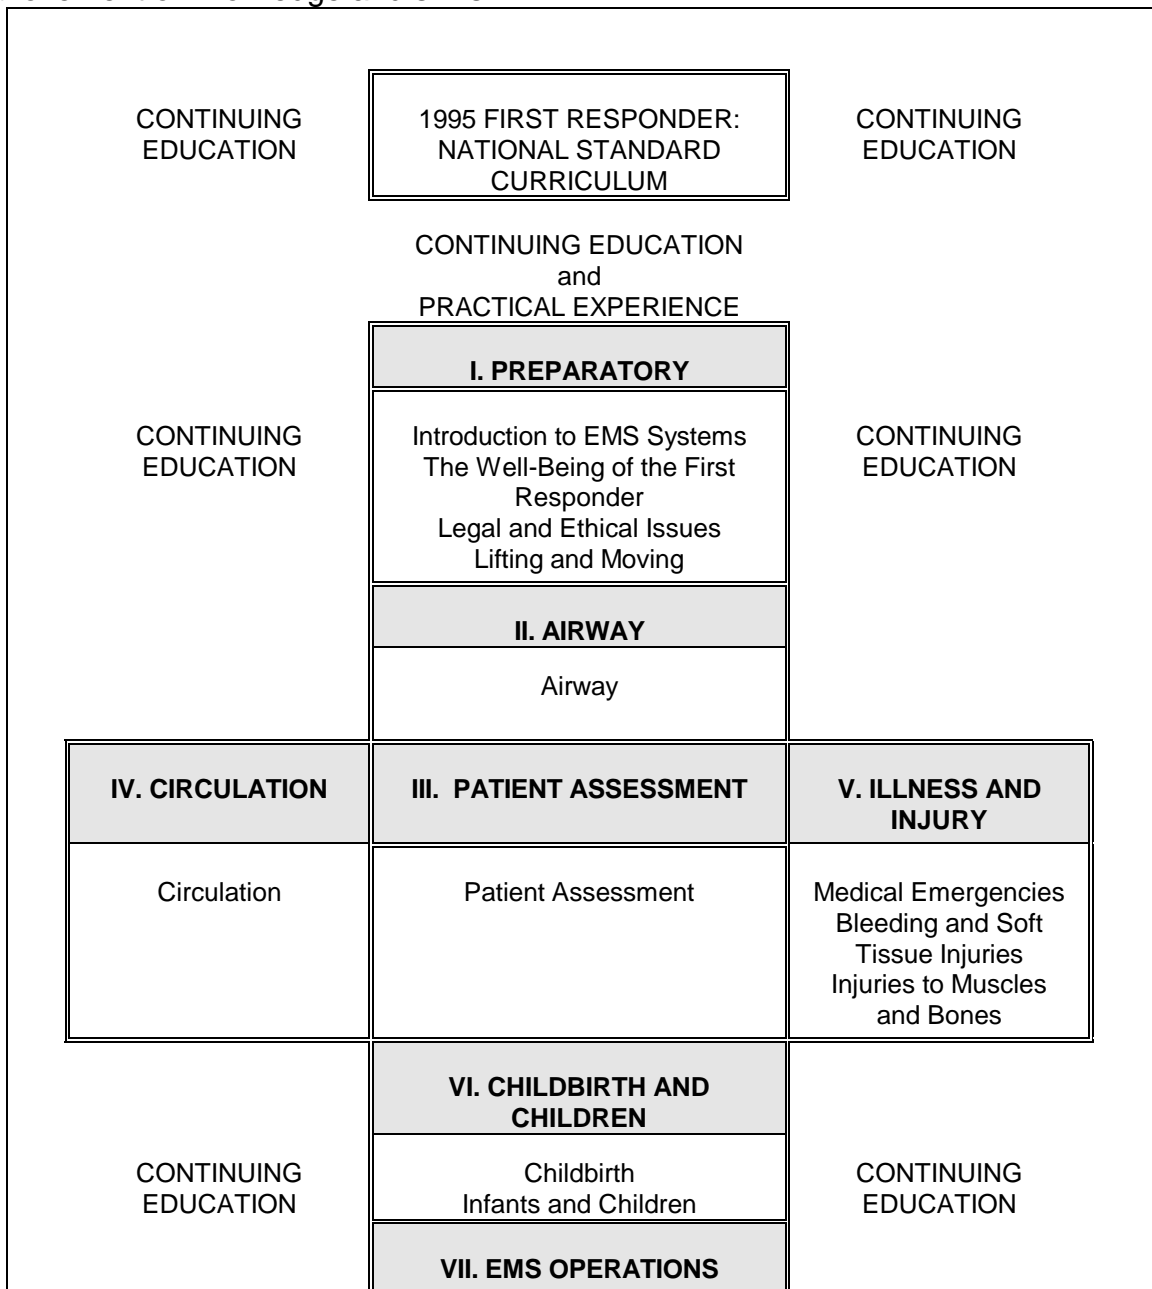 CONTINUING
EDUCATION
1995 FIRST RESPONDER:
NATIONAL STANDARD
CURRICULUM
CONTINUING
EDUCATION
CONTINUING EDUCATION
and
PRACTICAL EXPERIENCE
I. PREPARATORY
CONTINUING
EDUCATION
Introduction to EMS Systems
The Well-Being of the First
Responder
Legal and Ethical Issues
Lifting and Moving
CONTINUING
EDUCATION
II. AIRWAY
Airway
IV. CIRCULATION
III. PATIENT ASSESSMENT
V. ILLNESS AND
INJURY
Circulation
Patient Assessment
Medical Emergencies
Bleeding and Soft
Tissue Injuries
Injuries to Muscles
and Bones
VI. CHILDBIRTH AND
CHILDREN
CONTINUING
EDUCATION
Childbirth
Infants and Children
CONTINUING
EDUCATION
VII. EMS OPERATIONS